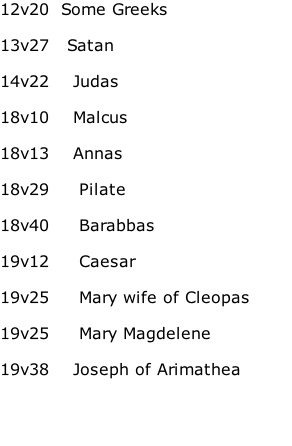 12v20 Some Greeks
13v27 Satan
14v22 Judas
18v10 Malcus
18v13 Annas
18v29 Pilate
18v40 Barabbas
19v12 Caesar
19v25 Mary wife of Cleopas
19v25 Mary Magdelene
19v38 Joseph of Arimathea